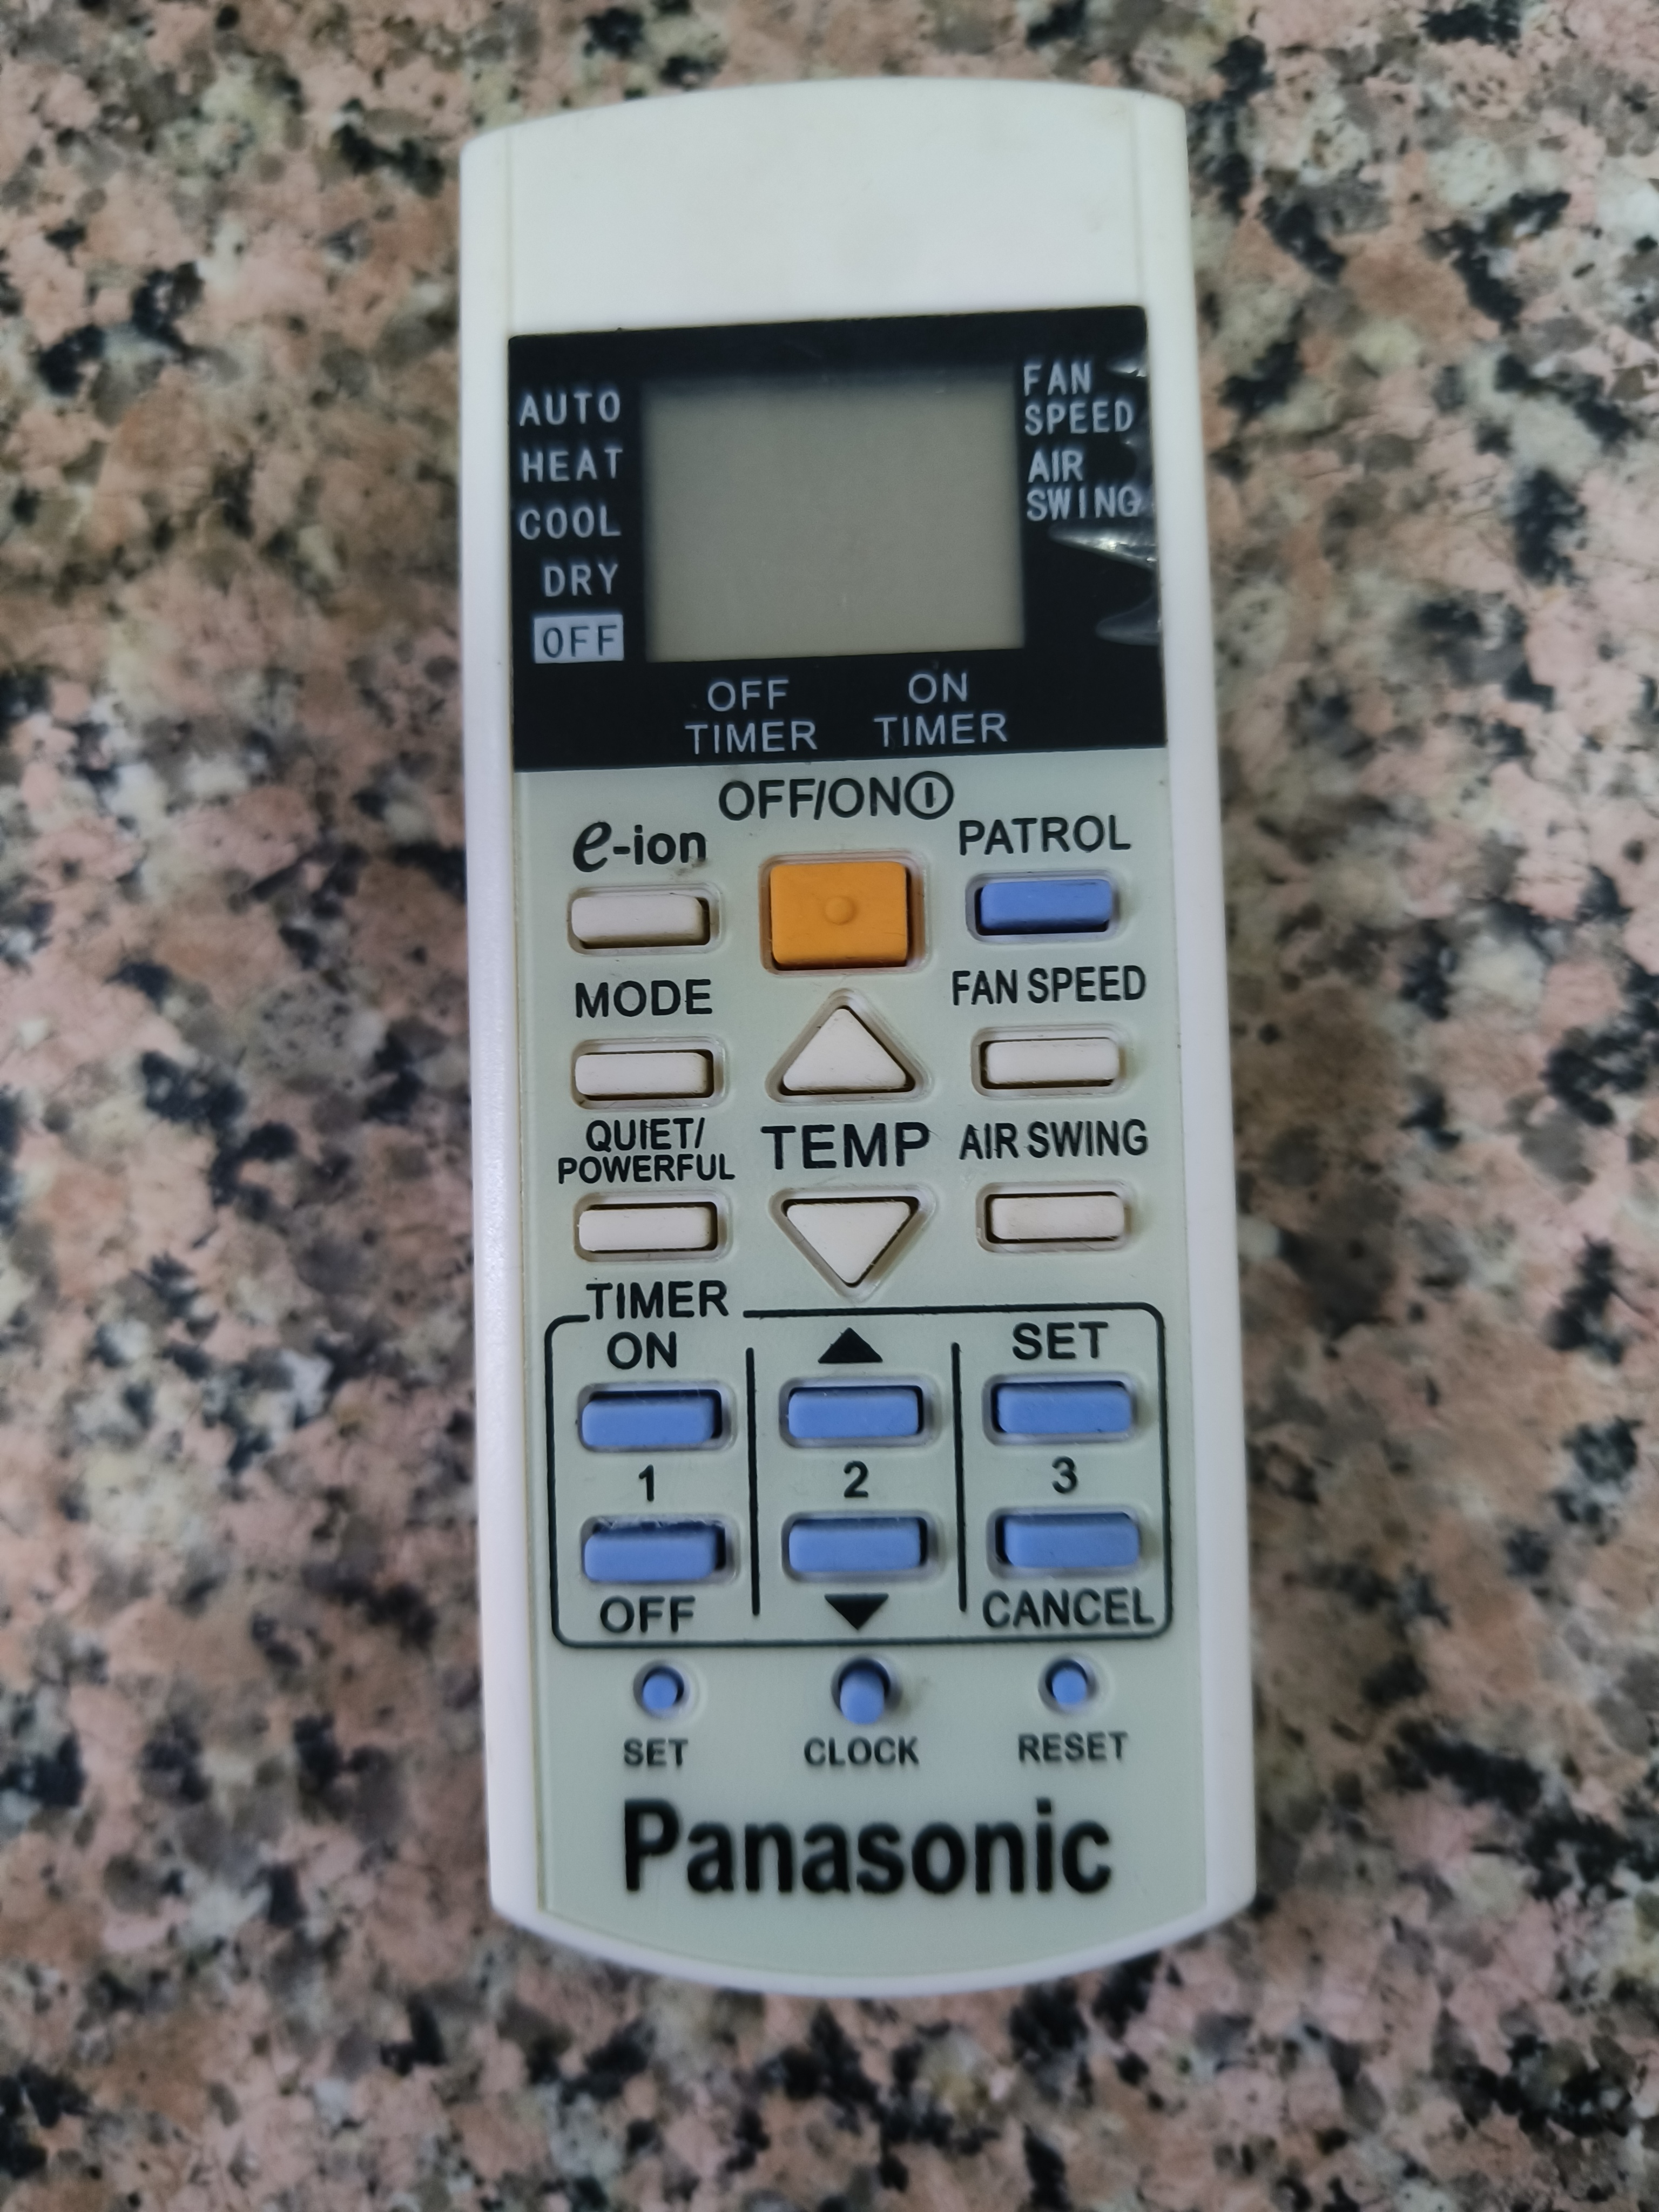 AUTO
HEAT
COOL
DRY
OFF
FAN
SPEED
AIR
SWING
OFF
TIMER
ON
TIMER
OFF/ON
e-ion
PATROL
MODE
FAN SPEED
QUIET/
POWERFUL
TEMP
AIR SWING
TIMER
ON
SET
1
2
3
OFF
CANCEL
SET
CLOCK
RESET
Panasonic